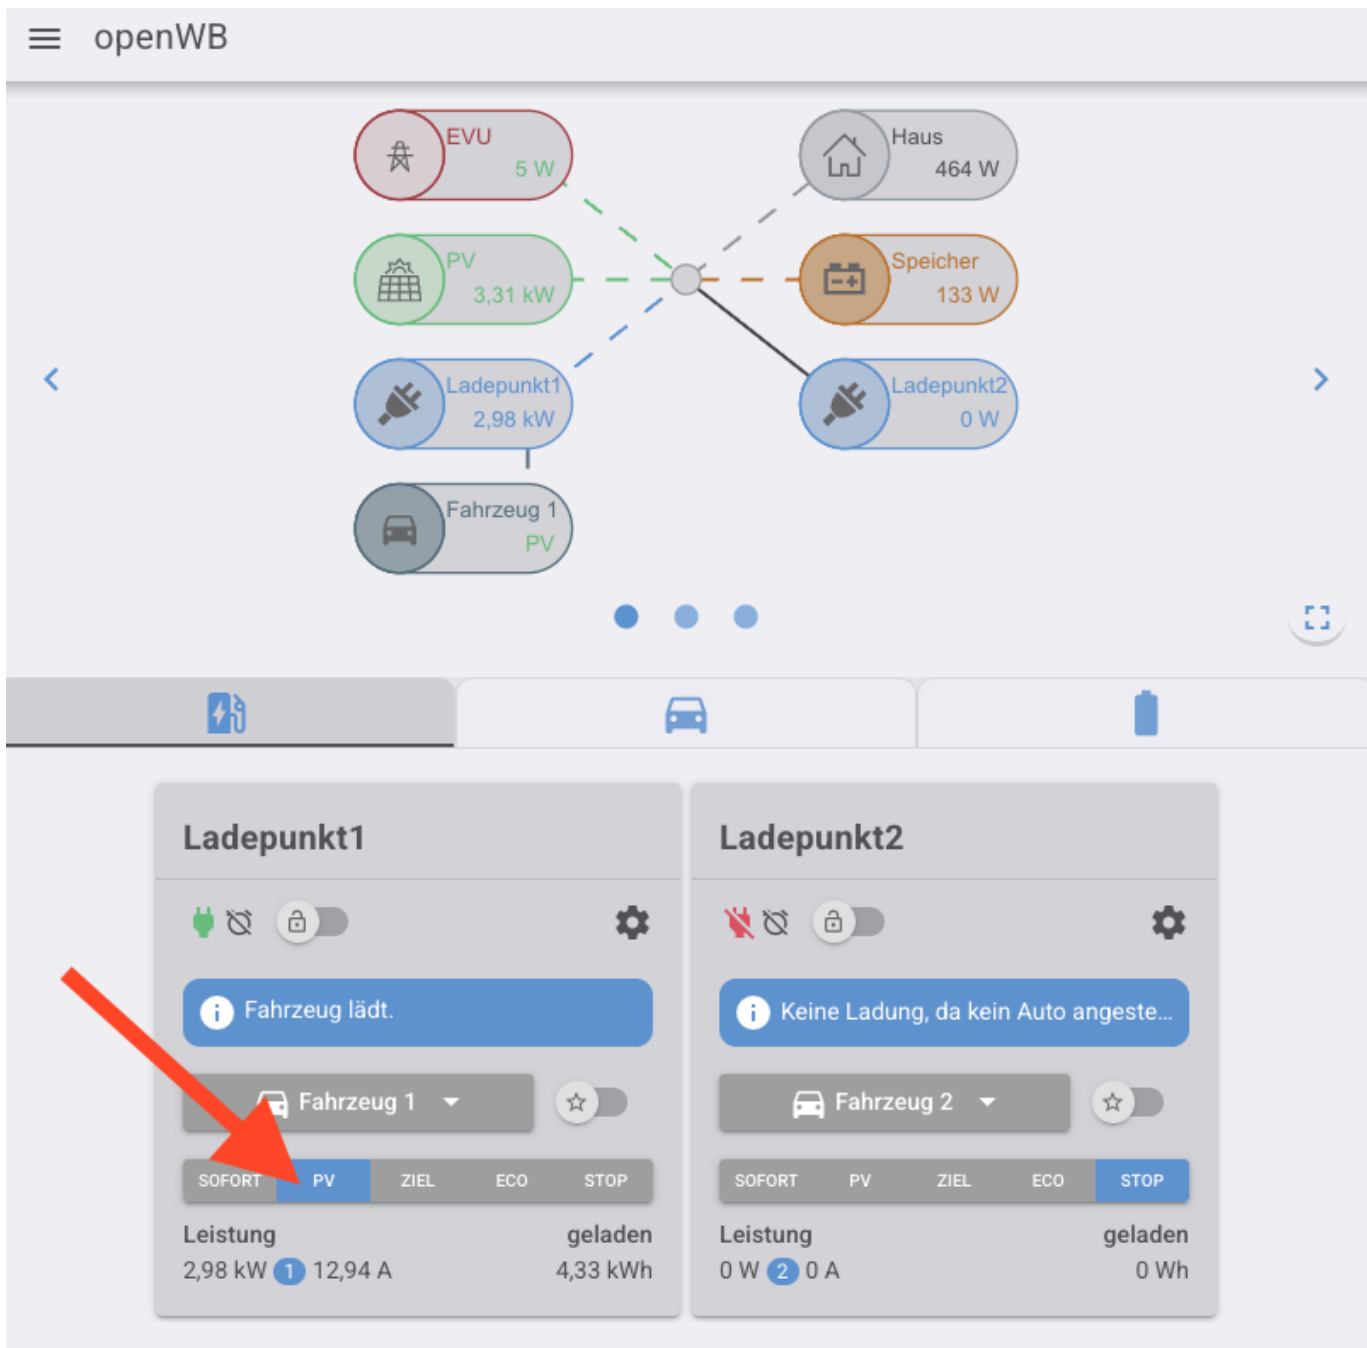 openWB
EVU
5 W
Haus
464 W
PV
3,31 kW
Speicher
133 W
Ladepunkt1
2,98 kW
Ladepunkt2
0 W
Fahrzeug 1
PV
Ladepunkt1
Fahrzeug lädt.
Fahrzeug 1
SOFORT PV ZIEL ECO STOP
Leistung geladen
2,98 kW 1 12,94 A 4,33 kWh
Ladepunkt2
Keine Ladung, da kein Auto angeste...
Fahrzeug 2
SOFORT PV ZIEL ECO STOP
Leistung geladen
0 W 2 0 A 0 Wh